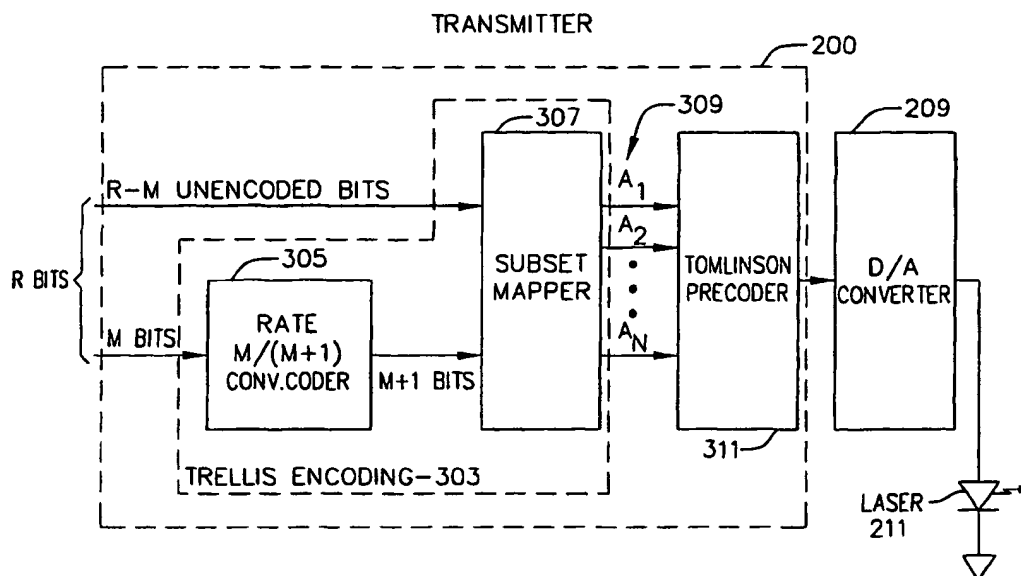 TRANSMITTER
200
307
309
209
R-M UNENCODED BITS
A1
A2
AN
R BITS
305
M BITS
RATE
M/(M+1)
CONV.CODER
M+1 BITS
SUBSET
MAPPER
TOMLINSON
PRECODER
D/A
CONVERTER
311
TRELLIS ENCODING-303
LASER
211